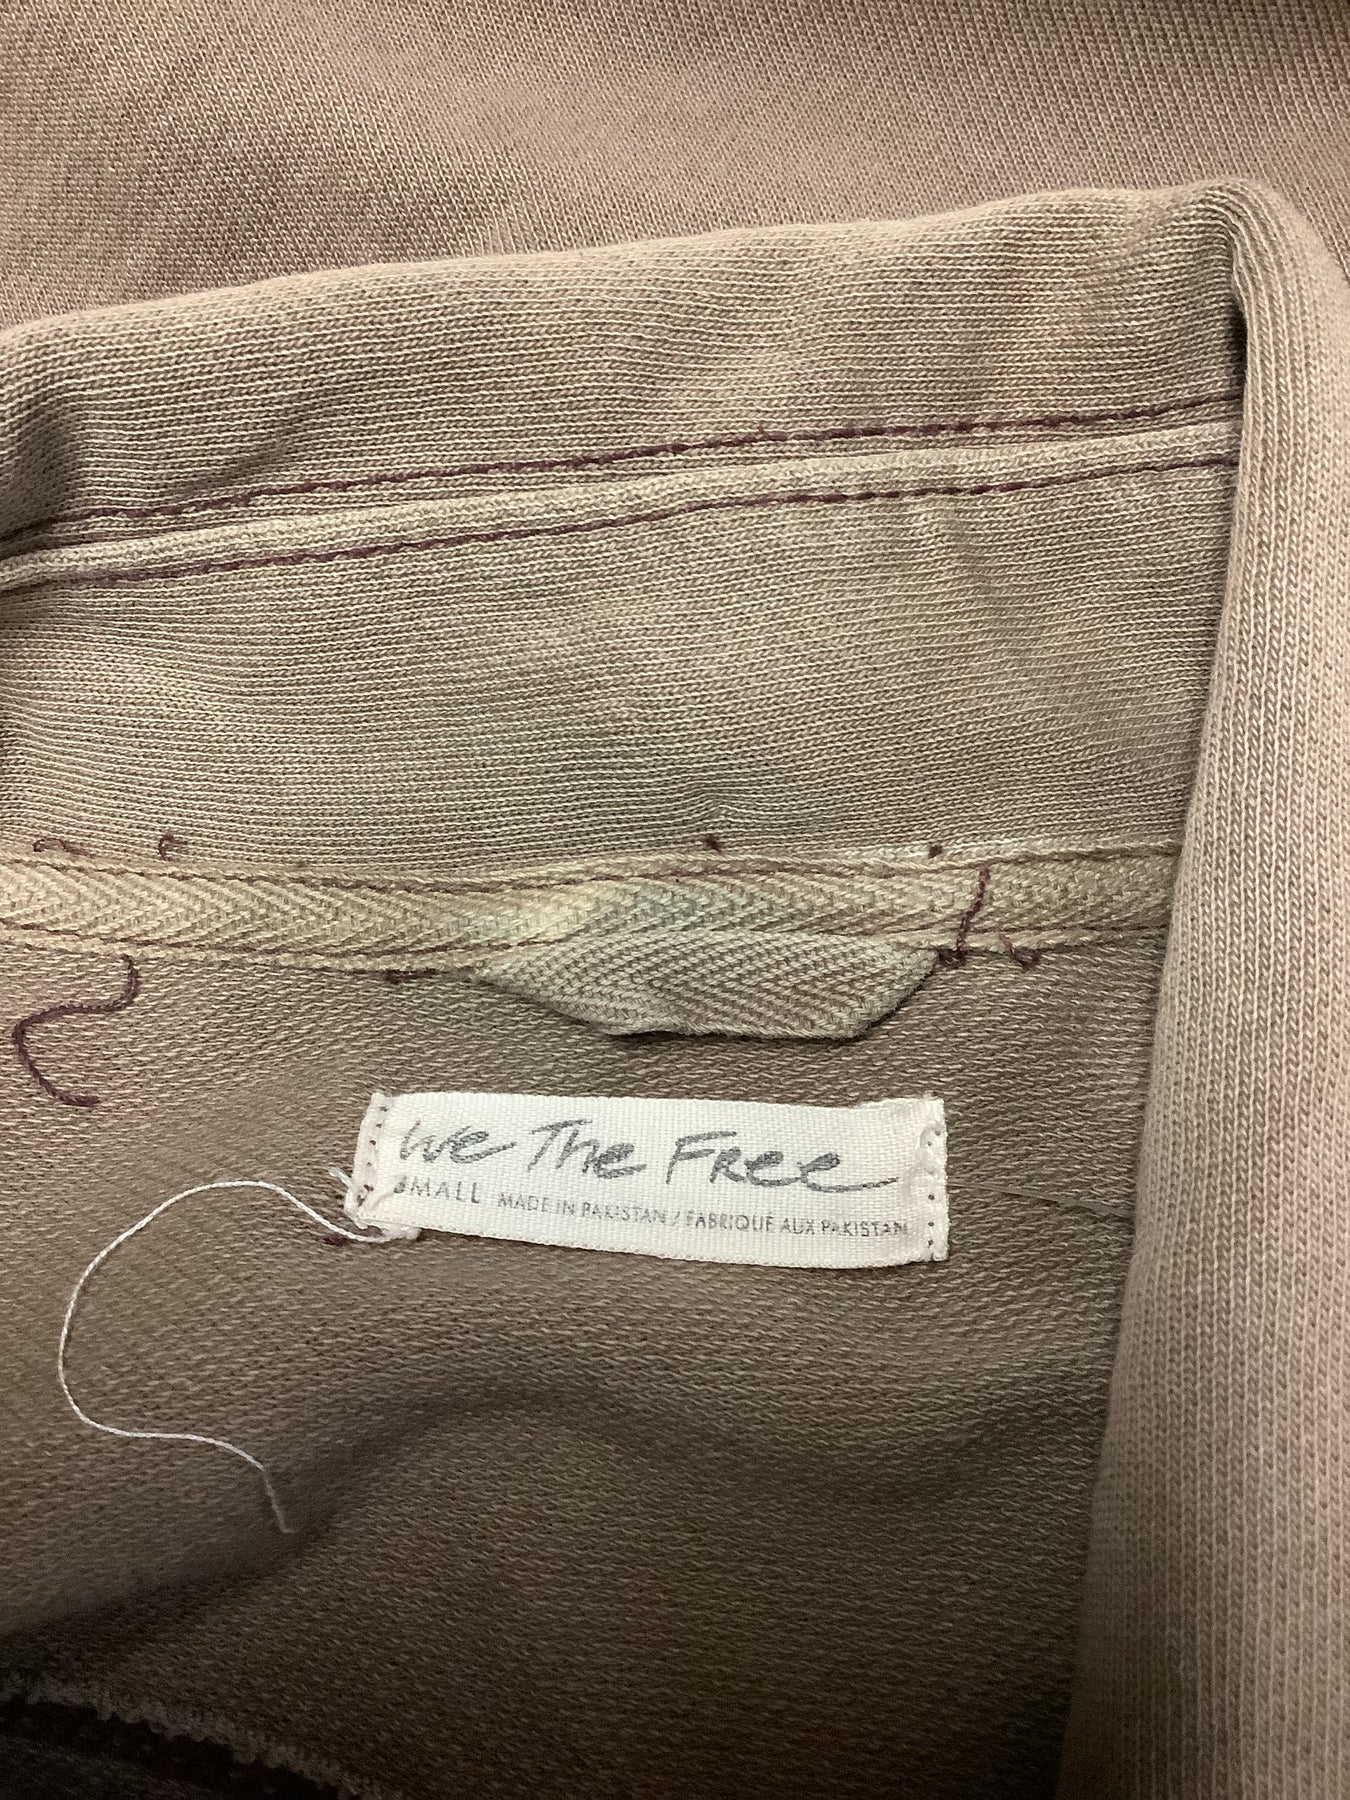 We The Free
SMALL MADE IN PAKISTAN / FABRIQUÉ AUX PAKISTAN